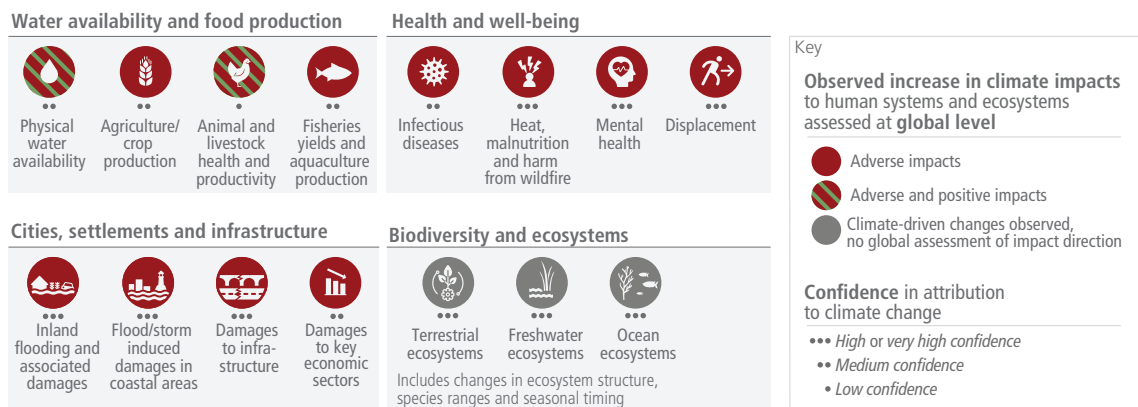 Water availability and food production
Physical
water
availability
Agriculture/
crop
production
Animal and
livestock
health and
productivity
Fisheries
yields and
aquaculture
production
Health and well-being
Infectious
diseases
Heat,
malnutrition
and harm
from wildfire
Mental
health
Displacement
Cities, settlements and infrastructure
Inland
flooding and
associated
damages
Flood/storm
induced
damages in
coastal areas
Damages
to infra-
structure
Damages
to key
economic
sectors
Biodiversity and ecosystems
Terrestrial
ecosystems
Freshwater
ecosystems
Ocean
ecosystems
Includes changes in ecosystem structure,
species ranges and seasonal timing
Key
Observed increase in climate impacts
to human systems and ecosystems
assessed at global level
Adverse impacts
Adverse and positive impacts
Climate-driven changes observed,
no global assessment of impact direction
Confidence in attribution
to climate change
••• High or very high confidence
•• Medium confidence
• Low confidence